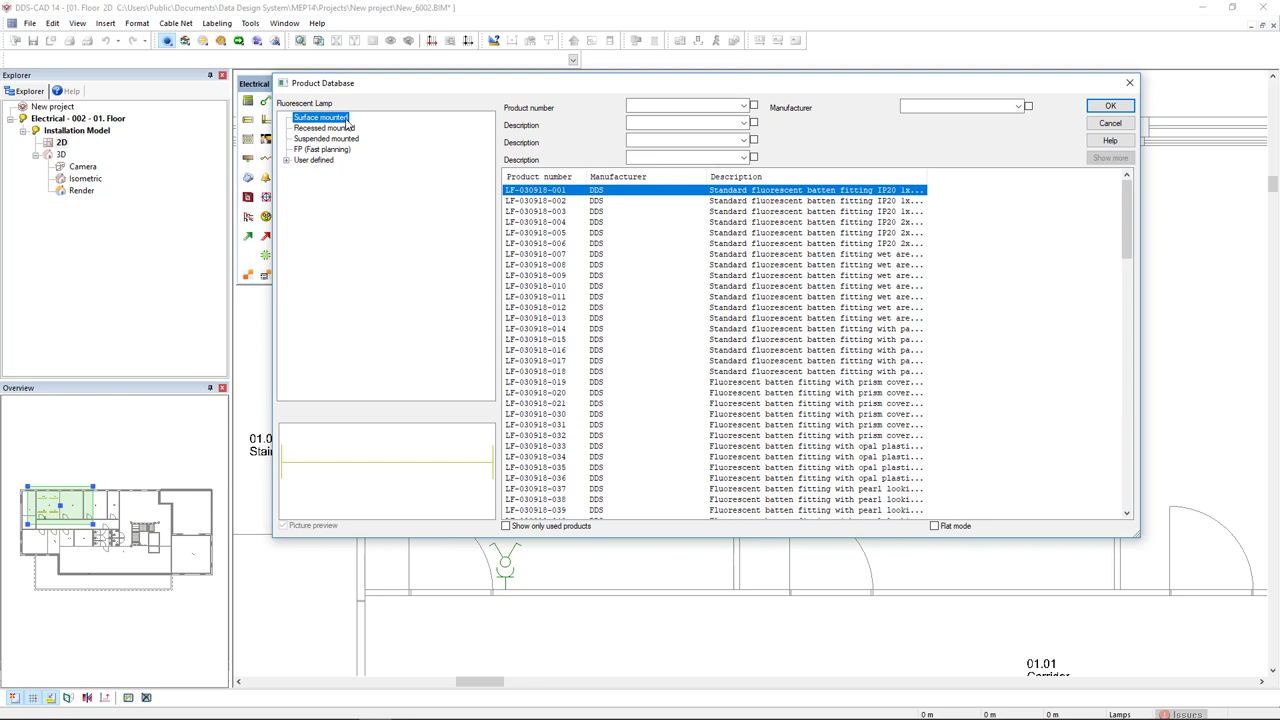 DDS-CAD 14 - [01. Floor  2D  C:\Users\Public\Documents\Data Design System\MEP14\Projects\New project\New_6002.BIM* ]
File Edit View Insert Format Cable Net Labeling Tools Window Help
Explorer
Explorer Help
New project
Electrical - 002 - 01. Floor
Installation Model
2D
3D
Camera
Isometric
Render
Electrical
Product Database
Fluorescent Lamp
Surface mounted
Recessed mounted
Suspended mounted
FP (Fast planning)
User defined
Product number
Manufacturer
Description
Description
Description
OK
Cancel
Help
Show more
Product number Manufacturer Description
LF-030918-001 DDS Standard fluorescent batten fitting IP20 1x...
LF-030918-002 DDS Standard fluorescent batten fitting IP20 1x...
LF-030918-003 DDS Standard fluorescent batten fitting IP20 1x...
LF-030918-004 DDS Standard fluorescent batten fitting IP20 2x...
LF-030918-005 DDS Standard fluorescent batten fitting IP20 2x...
LF-030918-006 DDS Standard fluorescent batten fitting IP20 2x...
LF-030918-007 DDS Standard fluorescent batten fitting wet are...
LF-030918-008 DDS Standard fluorescent batten fitting wet are...
LF-030918-009 DDS Standard fluorescent batten fitting wet are...
LF-030918-010 DDS Standard fluorescent batten fitting wet are...
LF-030918-011 DDS Standard fluorescent batten fitting wet are...
LF-030918-012 DDS Standard fluorescent batten fitting wet are...
LF-030918-013 DDS Standard fluorescent batten fitting wet are...
LF-030918-014 DDS Standard fluorescent batten fitting with pa...
LF-030918-015 DDS Standard fluorescent batten fitting with pa...
LF-030918-016 DDS Standard fluorescent batten fitting with pa...
LF-030918-017 DDS Standard fluorescent batten fitting with pa...
LF-030918-018 DDS Standard fluorescent batten fitting with pa...
LF-030918-019 DDS Fluorescent batten fitting with prism cover...
LF-030918-020 DDS Fluorescent batten fitting with prism cover...
LF-030918-021 DDS Fluorescent batten fitting with prism cover...
LF-030918-030 DDS Fluorescent batten fitting with prism cover...
LF-030918-031 DDS Fluorescent batten fitting with prism cover...
LF-030918-032 DDS Fluorescent batten fitting with prism cover...
LF-030918-033 DDS Fluorescent batten fitting with opal plasti...
LF-030918-034 DDS Fluorescent batten fitting with opal plasti...
LF-030918-035 DDS Fluorescent batten fitting with opal plasti...
LF-030918-036 DDS Fluorescent batten fitting with opal plasti...
LF-030918-037 DDS Fluorescent batten fitting with pearl looki...
LF-030918-038 DDS Fluorescent batten fitting with pearl looki...
LF-030918-039 DDS Fluorescent batten fitting with pearl looki...
Picture preview
Show only used products
Flat mode
Overview
01.0
Stai
01.01
Corridor
0 m 0 m 0 m Lamps Issues